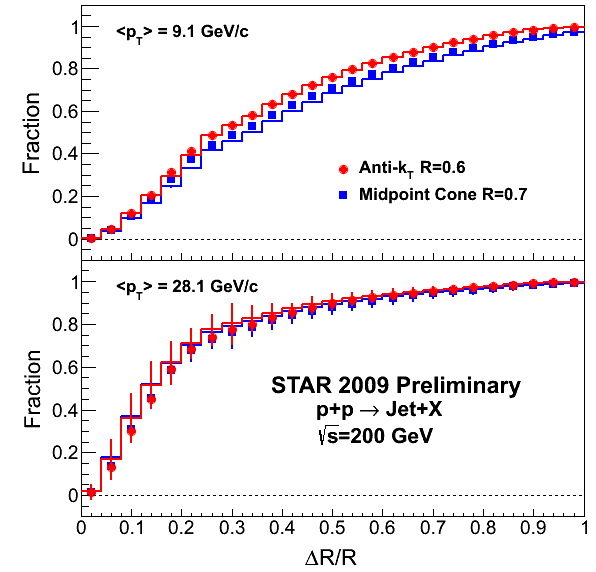 <p_T> = 9.1 GeV/c
Fraction
1
0.8
0.6
0.4
0.2
0
Anti-k_T R=0.6
Midpoint Cone R=0.7
<p_T> = 28.1 GeV/c
Fraction
1
0.8
0.6
0.4
0.2
0
STAR 2009 Preliminary
p+p → Jet+X
√s=200 GeV
0 0.1 0.2 0.3 0.4 0.5 0.6 0.7 0.8 0.9 1
ΔR/R